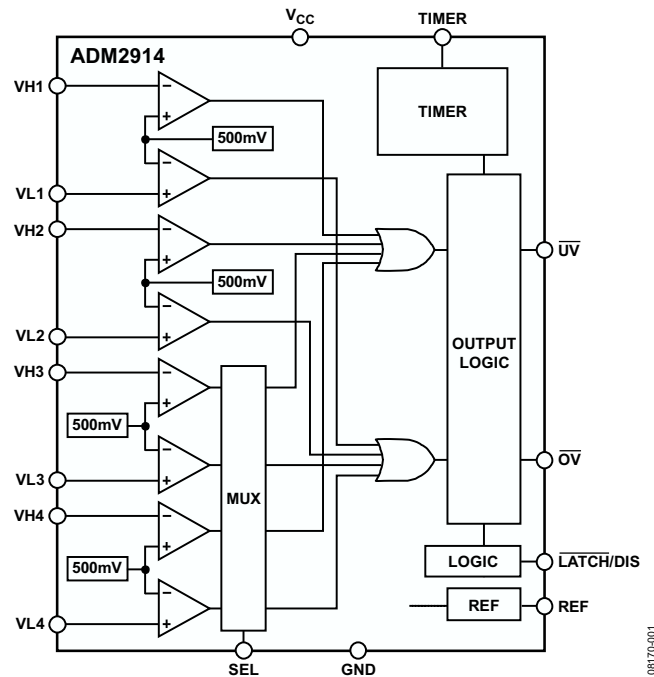 VCC
TIMER
ADM2914
VH1
–
+
TIMER
500mV
–
VL1
+
VH2
–
+
UV
500mV
–
OUTPUT
LOGIC
VL2
+
VH3
–
+
500mV
–
OV
VL3
+
MUX
VH4
–
+
LOGIC
LATCH/DIS
500mV
–
REF
REF
VL4
+
SEL
GND
08170-001